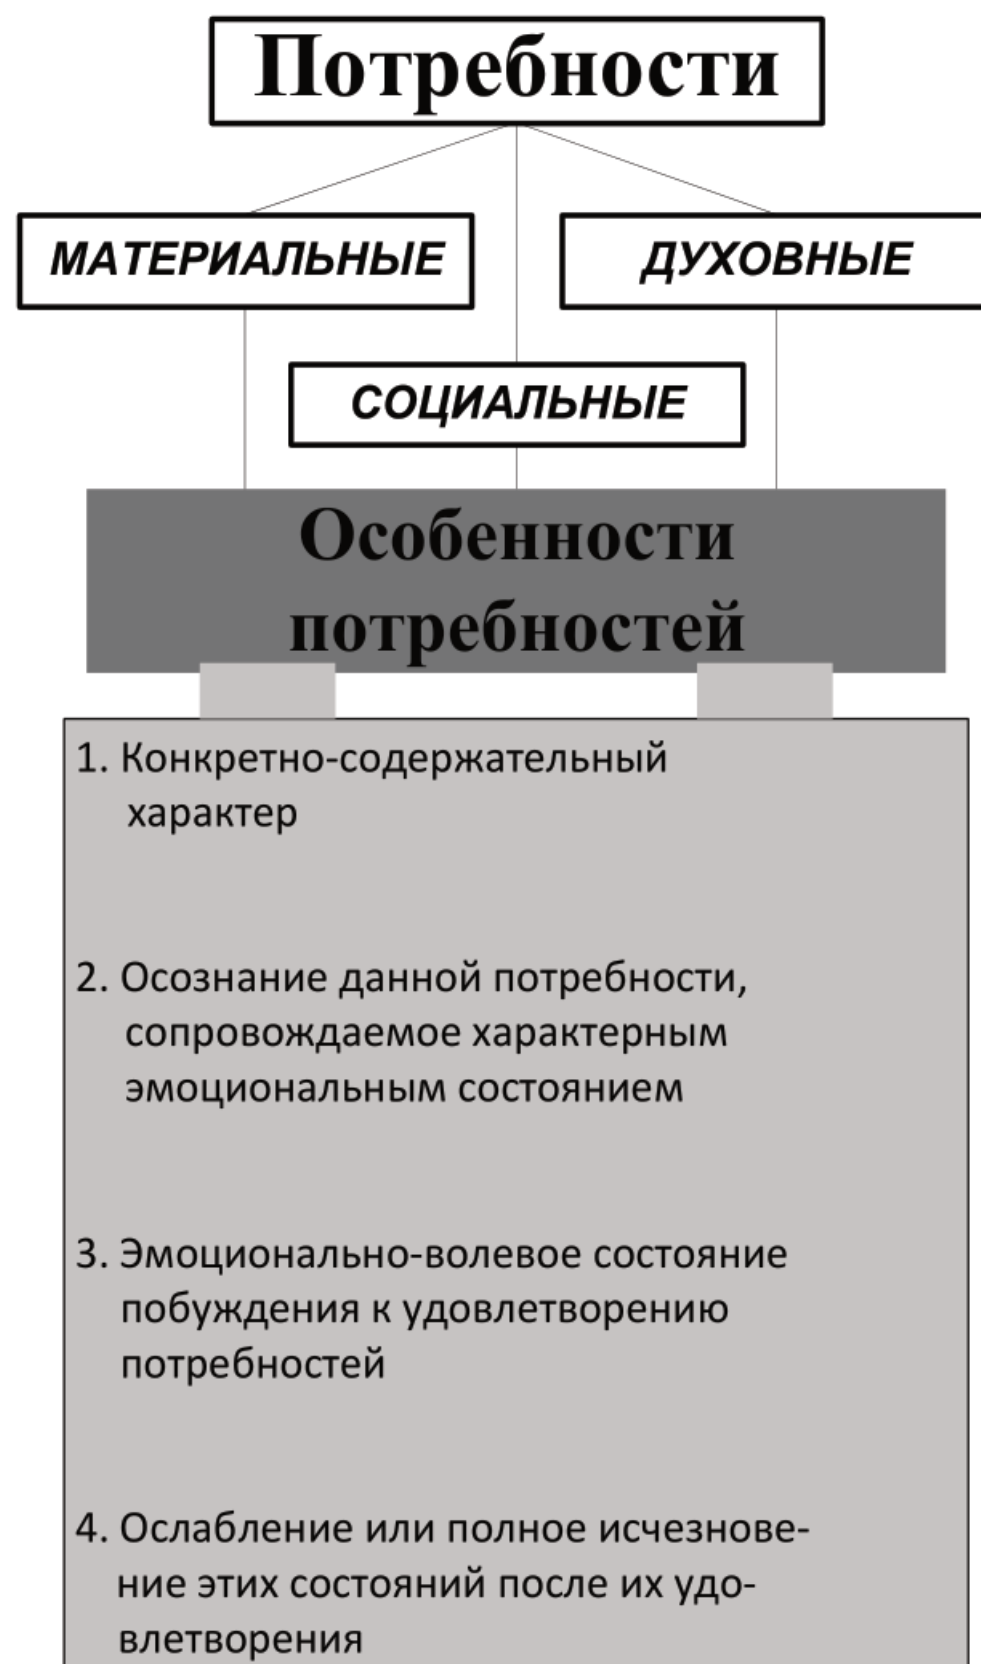 Потребности
МАТЕРИАЛЬНЫЕ
ДУХОВНЫЕ
СОЦИАЛЬНЫЕ
Особенности
потребностей
1. Конкретно-содержательный
характер
2. Осознание данной потребности,
сопровождаемое характерным
эмоциональным состоянием
3. Эмоционально-волевое состояние
побуждения к удовлетворению
потребностей
4. Ослабление или полное исчезнове-
ние этих состояний после их удо-
влетворения